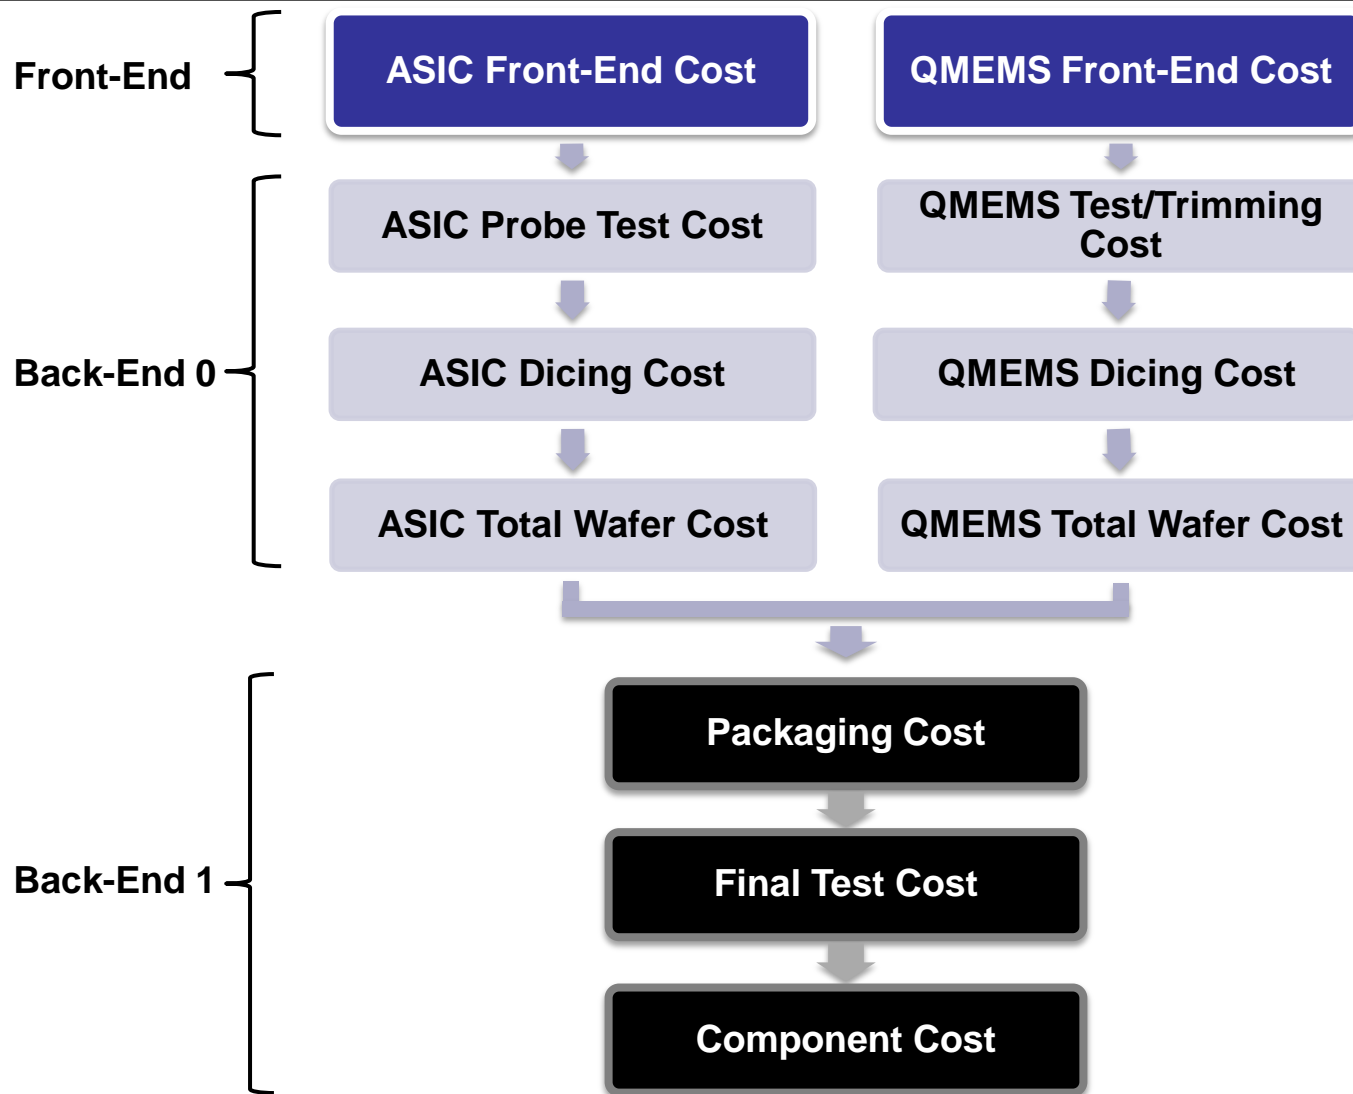 Front-End
ASIC Front-End Cost
QMEMS Front-End Cost
ASIC Probe Test Cost
QMEMS Test/Trimming
Cost
Back-End 0
ASIC Dicing Cost
QMEMS Dicing Cost
ASIC Total Wafer Cost
QMEMS Total Wafer Cost
Packaging Cost
Back-End 1
Final Test Cost
Component Cost